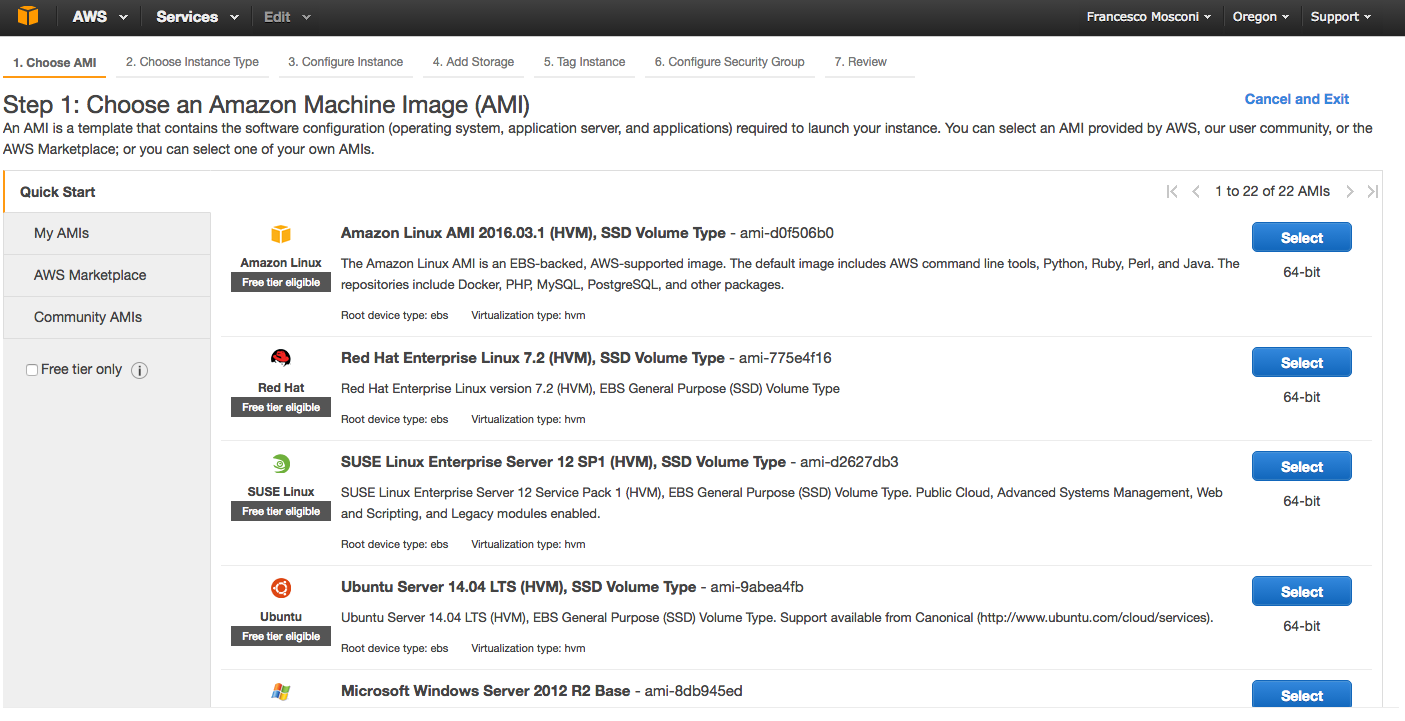 AWS Services Edit Francesco Mosconi Oregon Support
1. Choose AMI 2. Choose Instance Type 3. Configure Instance 4. Add Storage 5. Tag Instance 6. Configure Security Group 7. Review
Step 1: Choose an Amazon Machine Image (AMI)
Cancel and Exit
An AMI is a template that contains the software configuration (operating system, application server, and applications) required to launch your instance. You can select an AMI provided by AWS, our user community, or the
AWS Marketplace; or you can select one of your own AMIs.
Quick Start
My AMIs
AWS Marketplace
Community AMIs
Free tier only
1 to 22 of 22 AMIs
Amazon Linux
Free tier eligible
Amazon Linux AMI 2016.03.1 (HVM), SSD Volume Type - ami-d0f506b0
The Amazon Linux AMI is an EBS-backed, AWS-supported image. The default image includes AWS command line tools, Python, Ruby, Perl, and Java. The
repositories include Docker, PHP, MySQL, PostgreSQL, and other packages.
Root device type: ebs Virtualization type: hvm
Select
64-bit
Red Hat
Free tier eligible
Red Hat Enterprise Linux 7.2 (HVM), SSD Volume Type - ami-775e4f16
Red Hat Enterprise Linux version 7.2 (HVM), EBS General Purpose (SSD) Volume Type
Root device type: ebs Virtualization type: hvm
Select
64-bit
SUSE Linux
Free tier eligible
SUSE Linux Enterprise Server 12 SP1 (HVM), SSD Volume Type - ami-d2627db3
SUSE Linux Enterprise Server 12 Service Pack 1 (HVM), EBS General Purpose (SSD) Volume Type. Public Cloud, Advanced Systems Management, Web
and Scripting, and Legacy modules enabled.
Root device type: ebs Virtualization type: hvm
Select
64-bit
Ubuntu
Free tier eligible
Ubuntu Server 14.04 LTS (HVM), SSD Volume Type - ami-9abea4fb
Ubuntu Server 14.04 LTS (HVM), EBS General Purpose (SSD) Volume Type. Support available from Canonical (http://www.ubuntu.com/cloud/services).
Root device type: ebs Virtualization type: hvm
Select
64-bit
Microsoft Windows Server 2012 R2 Base - ami-8db945ed
Select